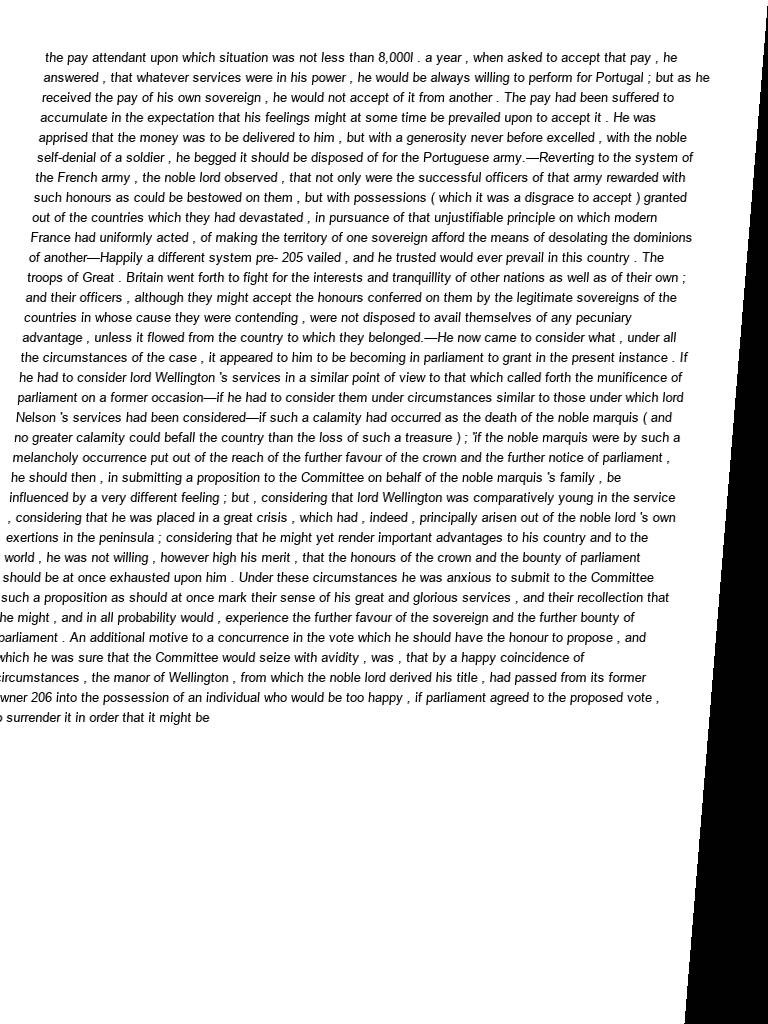 the pay attendant upon which situation was not less than 8,000l . a year , when asked to accept that pay , he
answered , that whatever services were in his power , he would be always willing to perform for Portugal ; but as he
received the pay of his own sovereign , he would not accept of it from another . The pay had been suffered to
accumulate in the expectation that his feelings might at some time be prevailed upon to accept it . He was
apprised that the money was to be delivered to him , but with a generosity never before excelled , with the noble
self-denial of a soldier , he begged it should be disposed of for the Portuguese army.—Reverting to the system of
the French army , the noble lord observed , that not only were the successful officers of that army rewarded with
such honours as could be bestowed on them , but with possessions ( which it was a disgrace to accept ) granted
out of the countries which they had devastated , in pursuance of that unjustifiable principle on which modern
France had uniformly acted , of making the territory of one sovereign afford the means of desolating the dominions
of another—Happily a different system pre- 205 vailed , and he trusted would ever prevail in this country . The
troops of Great . Britain went forth to fight for the interests and tranquillity of other nations as well as of their own ;
and their officers , although they might accept the honours conferred on them by the legitimate sovereigns of the
countries in whose cause they were contending , were not disposed to avail themselves of any pecuniary
advantage , unless it flowed from the country to which they belonged.—He now came to consider what , under all
the circumstances of the case , it appeared to him to be becoming in parliament to grant in the present instance . If
he had to consider lord Wellington 's services in a similar point of view to that which called forth the munificence of
parliament on a former occasion—if he had to consider them under circumstances similar to those under which lord
Nelson 's services had been considered—if such a calamity had occurred as the death of the noble marquis ( and
no greater calamity could befall the country than the loss of such a treasure ) ; 'if the noble marquis were by such a
melancholy occurrence put out of the reach of the further favour of the crown and the further notice of parliament ,
he should then , in submitting a proposition to the Committee on behalf of the noble marquis 's family , be
influenced by a very different feeling ; but , considering that lord Wellington was comparatively young in the service
, considering that he was placed in a great crisis , which had , indeed , principally arisen out of the noble lord 's own
exertions in the peninsula ; considering that he might yet render important advantages to his country and to the
world , he was not willing , however high his merit , that the honours of the crown and the bounty of parliament
should be at once exhausted upon him . Under these circumstances he was anxious to submit to the Committee
such a proposition as should at once mark their sense of his great and glorious services , and their recollection that
he might , and in all probability would , experience the further favour of the sovereign and the further bounty of
parliament . An additional motive to a concurrence in the vote which he should have the honour to propose , and
which he was sure that the Committee would seize with avidity , was , that by a happy coincidence of
circumstances , the manor of Wellington , from which the noble lord derived his title , had passed from its former
wner 206 into the possession of an individual who would be too happy , if parliament agreed to the proposed vote ,
surrender it in order that it might be